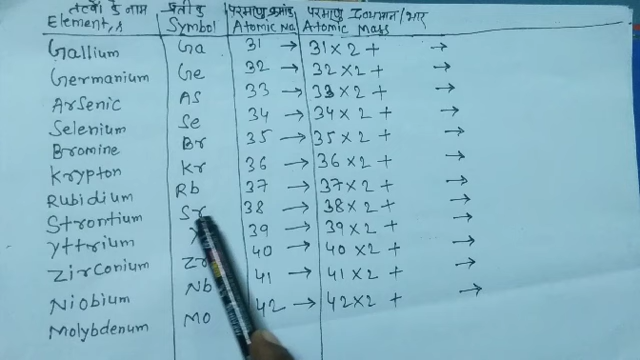 तत्वों के नाम प्रतीक परमाणु क्रमांक परमाणु द्रव्यमान/भार
Element,s Symbol Atomic No Atomic Mass
Gallium Ga 31 → 31×2 + →
Germanium Ge 32 → 32×2 + →
Arsenic As 33 → 33×2 + →
Selenium Se 34 → 34×2 + →
Bromine Br 35 → 35×2 + →
Krypton Kr 36 → 36×2 + →
Rubidium Rb 37 → 37×2 + →
Strontium Sr 38 → 38×2 + →
Yttrium Y 39 → 39×2 + →
Zirconium Zr 40 → 40×2 + →
Niobium Nb 41 → 41×2 + →
Molybdenum Mo 42 → 42×2 + →